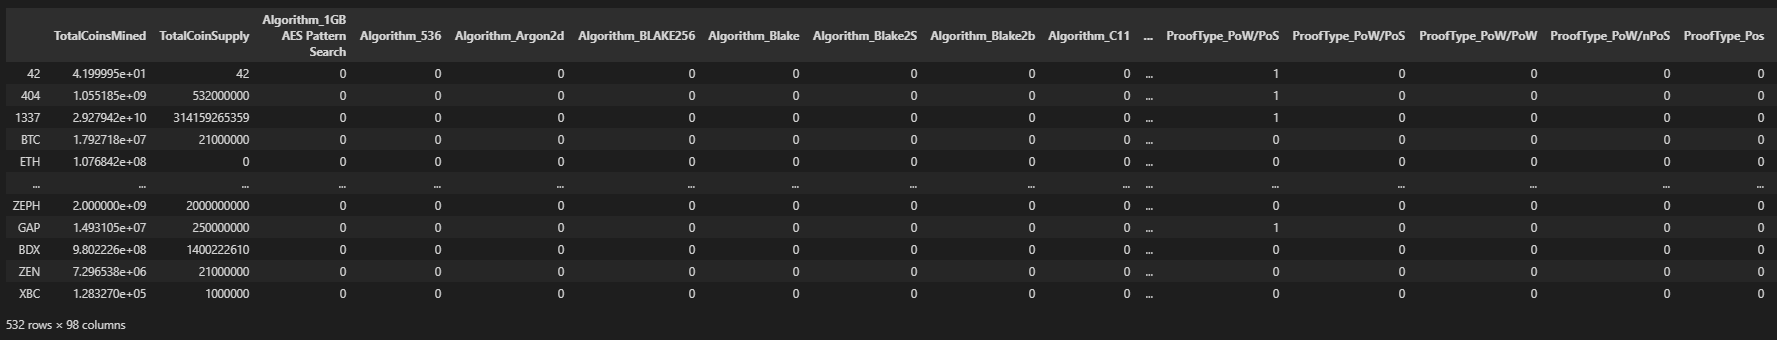 TotalCoinsMined TotalCoinSupply Algorithm_1GB AES Pattern Search Algorithm_536 Algorithm_Argon2d Algorithm_BLAKE256 Algorithm_Blake Algorithm_Blake2S Algorithm_Blake2b Algorithm_C11 ... ProofType_PoW/PoS ProofType_PoW/PoS ProofType_PoW/PoW ProofType_PoW/nPoS ProofType_Pos
42 4.199995e+01 42 0 0 0 0 0 0 0 0 ... 1 0 0 0 0
404 1.055185e+09 532000000 0 0 0 0 0 0 0 0 ... 1 0 0 0 0
1337 2.927942e+10 314159265359 0 0 0 0 0 0 0 0 ... 1 0 0 0 0
BTC 1.792718e+07 21000000 0 0 0 0 0 0 0 0 ... 0 0 0 0 0
ETH 1.076842e+08 0 0 0 0 0 0 0 0 0 ... 0 0 0 0 0
... ... ... ... ... ... ... ... ... ... ... ... ... ... ... ... ...
ZEPH 2.000000e+09 2000000000 0 0 0 0 0 0 0 0 ... 0 0 0 0 0
GAP 1.493105e+07 250000000 0 0 0 0 0 0 0 0 ... 1 0 0 0 0
BDX 9.802226e+08 1400222610 0 0 0 0 0 0 0 0 ... 0 0 0 0 0
ZEN 7.296538e+06 21000000 0 0 0 0 0 0 0 0 ... 0 0 0 0 0
XBC 1.283270e+05 1000000 0 0 0 0 0 0 0 0 ... 0 0 0 0 0
532 rows × 98 columns